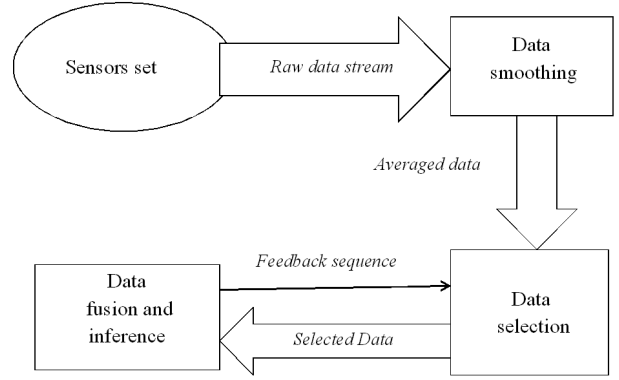 Sensors set
Raw data stream
Data
smoothing
Averaged data
Feedback sequence
Data
fusion and
inference
Data
selection
Selected Data